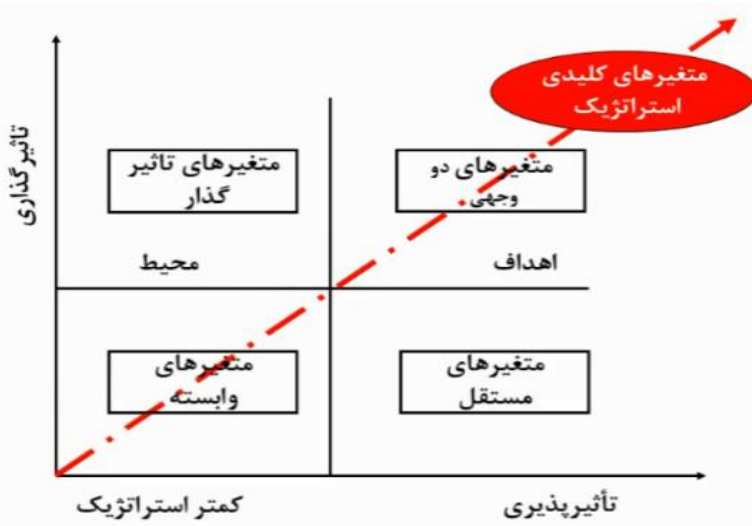 متغیرهای کلیدی
استراتژیک
تاثیرگذاری
متغیرهای دو
وجهی
متغیرهای تاثیر
گذار
اهداف
محیط
متغیرهای
مستقل
متغیرهای
وابسته
تأثیرپذیری
کمتر استراتژیک